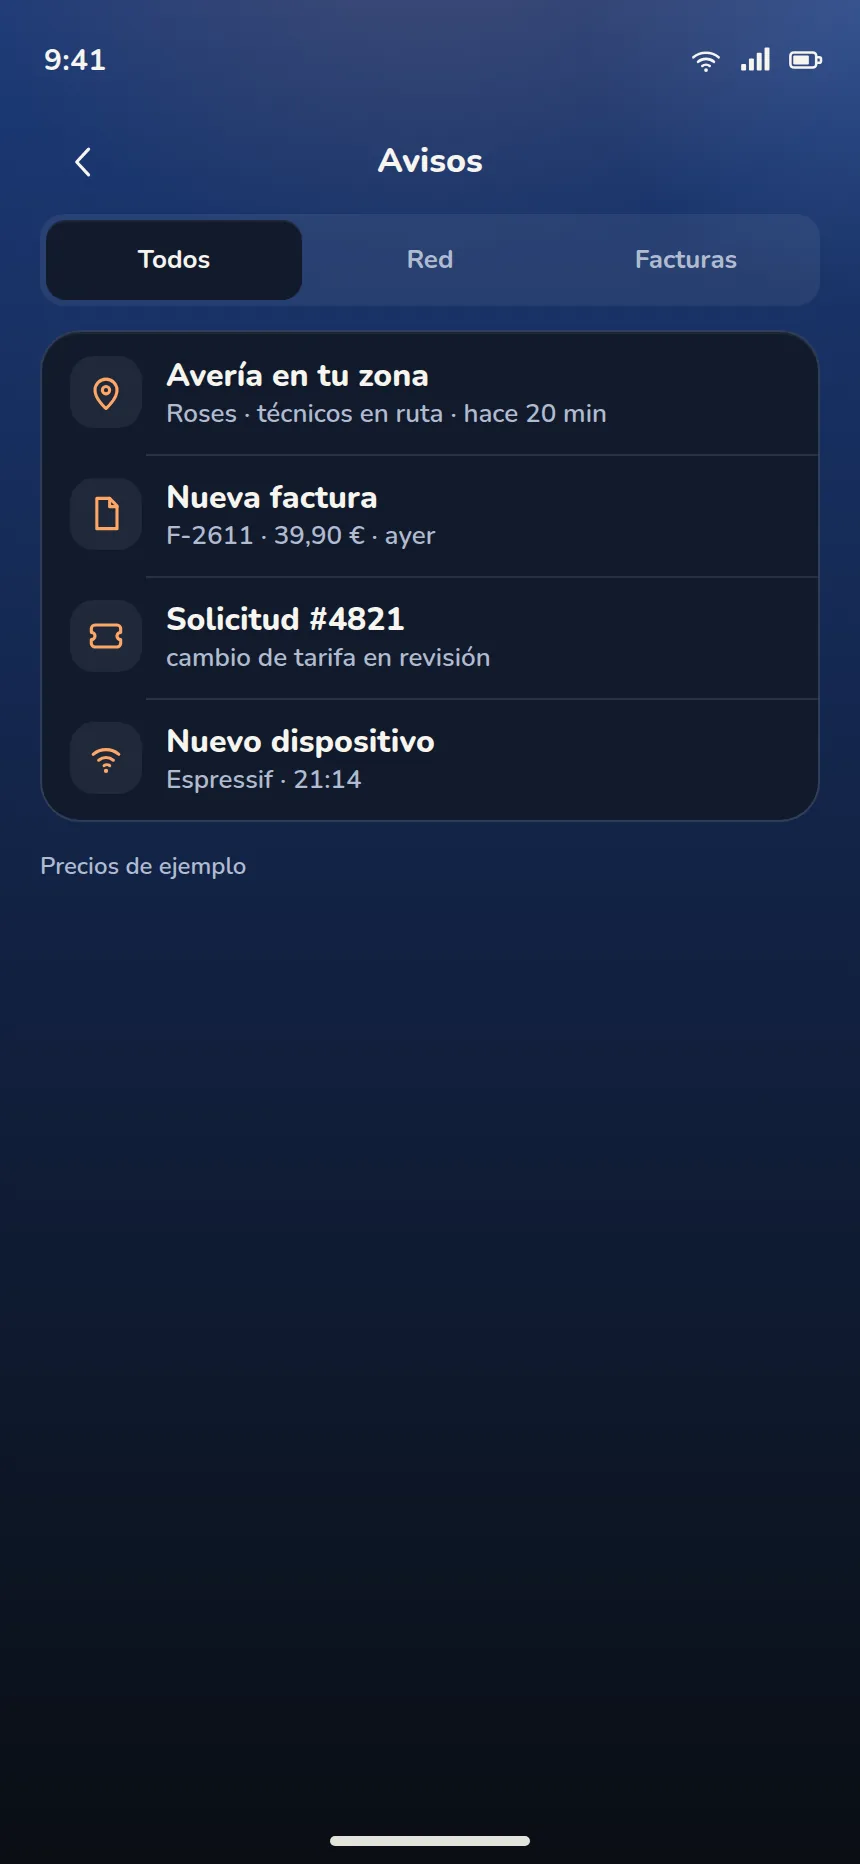 9:41
Avisos
Todos
Red
Facturas
Avería en tu zona
Roses · técnicos en ruta · hace 20 min
Nueva factura
F-2611 · 39,90 € · ayer
Solicitud #4821
cambio de tarifa en revisión
Nuevo dispositivo
Espressif · 21:14
Precios de ejemplo